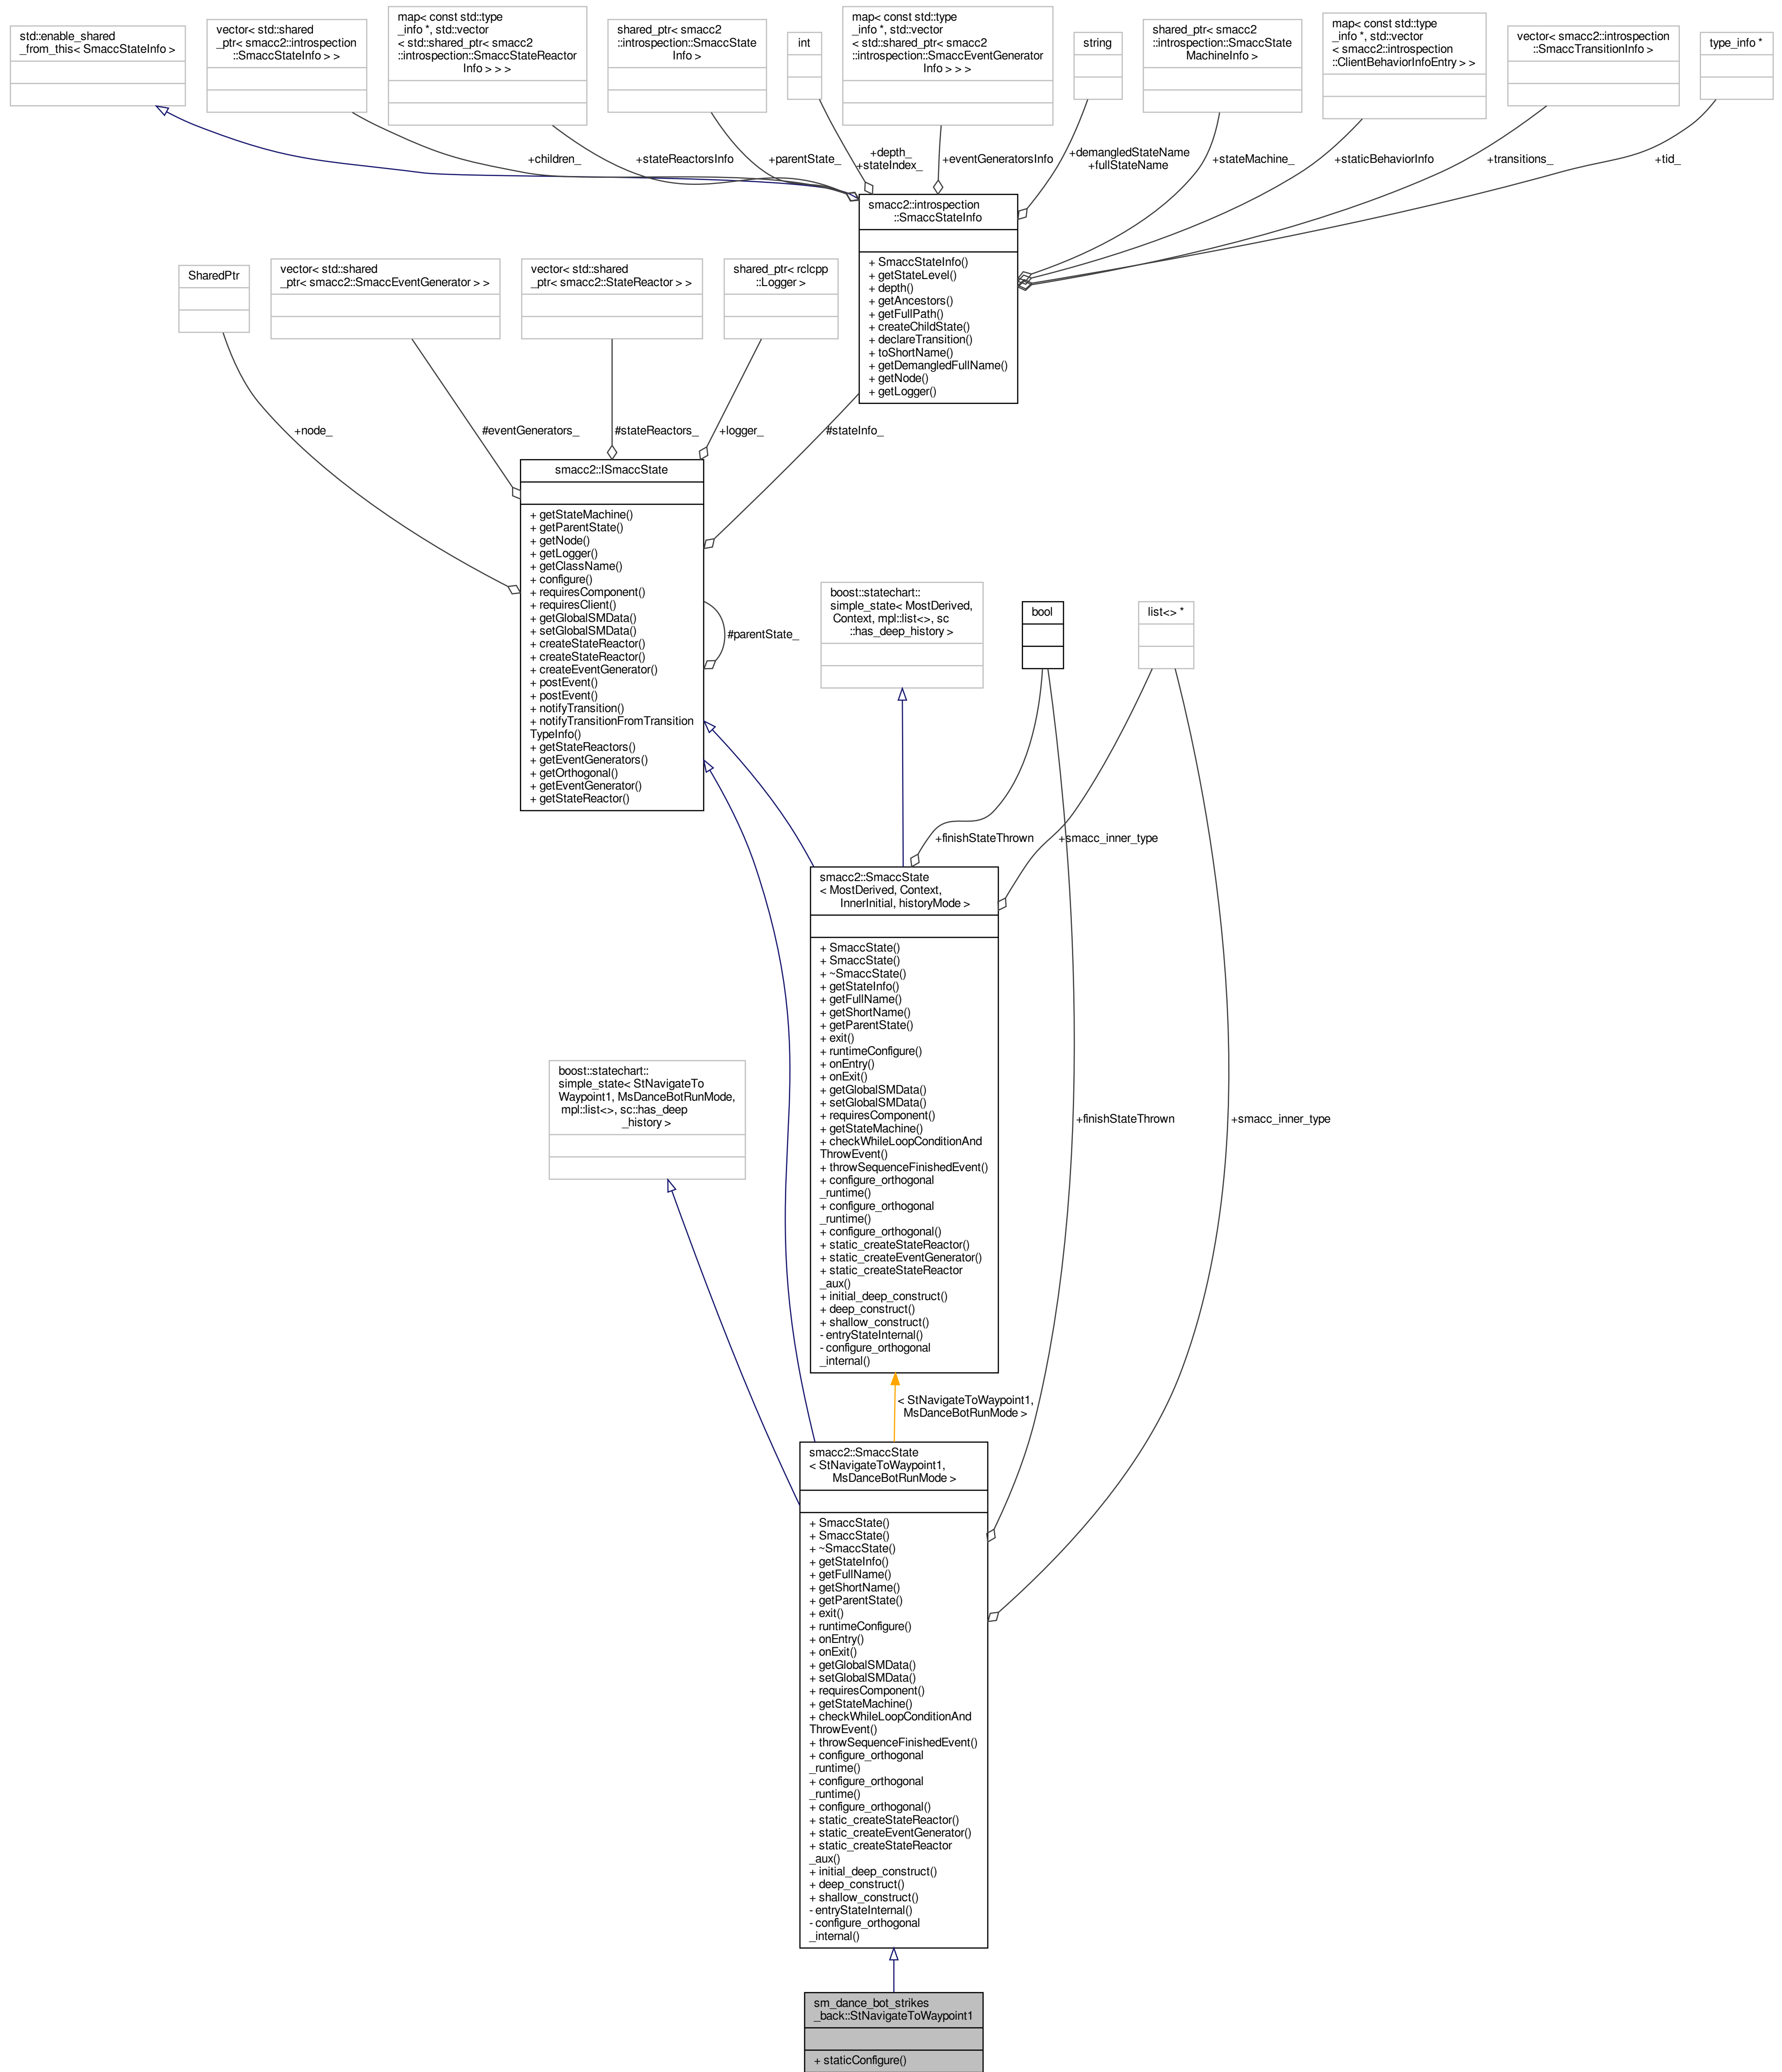 std::enable_shared
_from_this< SmaccStateInfo >
vector< std::shared
_ptr< smacc2::introspection
::SmaccStateInfo > >
map< const std::type
_info *, std::vector
< std::shared_ptr< smacc2
::introspection::SmaccStateReactor
Info > > >
shared_ptr< smacc2
::introspection::SmaccState
Info >
int
map< const std::type
_info *, std::vector
< std::shared_ptr< smacc2
::introspection::SmaccEventGenerator
Info > > >
string
shared_ptr< smacc2
::introspection::SmaccState
MachineInfo >
map< const std::type
_info *, std::vector
< smacc2::introspection
::ClientBehaviorInfoEntry > >
vector< smacc2::introspection
::SmaccTransitionInfo >
type_info *
+children_
+stateReactorsInfo
+parentState_
+depth_
+stateIndex_
+eventGeneratorsInfo
+demangledStateName
+fullStateName
+stateMachine_
+staticBehaviorInfo
+transitions_
+tid_
smacc2::introspection
::SmaccStateInfo
+ SmaccStateInfo()
+ getStateLevel()
+ depth()
+ getAncestors()
+ getFullPath()
+ createChildState()
+ declareTransition()
+ toShortName()
+ getDemangledFullName()
+ getNode()
+ getLogger()
SharedPtr
vector< std::shared
_ptr< smacc2::SmaccEventGenerator > >
vector< std::shared
_ptr< smacc2::StateReactor > >
shared_ptr< rclcpp
::Logger >
+node_
#eventGenerators_
#stateReactors_
+logger_
#stateInfo_
smacc2::ISmaccState
+ getStateMachine()
+ getParentState()
+ getNode()
+ getLogger()
+ getClassName()
+ configure()
+ requiresComponent()
+ requiresClient()
+ getGlobalSMData()
+ setGlobalSMData()
+ createStateReactor()
+ createStateReactor()
+ createEventGenerator()
+ postEvent()
+ postEvent()
+ notifyTransition()
+ notifyTransitionFromTransition
TypeInfo()
+ getStateReactors()
+ getEventGenerators()
+ getOrthogonal()
+ getEventGenerator()
+ getStateReactor()
#parentState_
boost::statechart::
simple_state< MostDerived,
Context, mpl::list<>, sc
::has_deep_history >
bool
list<> *
+finishStateThrown
+smacc_inner_type
smacc2::SmaccState
< MostDerived, Context,
InnerInitial, historyMode >
+ SmaccState()
+ SmaccState()
+ ~SmaccState()
+ getStateInfo()
+ getFullName()
+ getShortName()
+ getParentState()
+ exit()
+ runtimeConfigure()
+ onEntry()
+ onExit()
+ getGlobalSMData()
+ setGlobalSMData()
+ requiresComponent()
+ getStateMachine()
+ checkWhileLoopConditionAnd
ThrowEvent()
+ throwSequenceFinishedEvent()
+ configure_orthogonal
_runtime()
+ configure_orthogonal
_runtime()
+ configure_orthogonal()
+ static_createStateReactor()
+ static_createEventGenerator()
+ static_createStateReactor
_aux()
+ initial_deep_construct()
+ deep_construct()
+ shallow_construct()
- entryStateInternal()
- configure_orthogonal
_internal()
boost::statechart::
simple_state< StNavigateTo
Waypoint1, MsDanceBotRunMode,
mpl::list<>, sc::has_deep
_history >
+finishStateThrown
+smacc_inner_type
< StNavigateToWaypoint1,
MsDanceBotRunMode >
smacc2::SmaccState
< StNavigateToWaypoint1,
MsDanceBotRunMode >
+ SmaccState()
+ SmaccState()
+ ~SmaccState()
+ getStateInfo()
+ getFullName()
+ getShortName()
+ getParentState()
+ exit()
+ runtimeConfigure()
+ onEntry()
+ onExit()
+ getGlobalSMData()
+ setGlobalSMData()
+ requiresComponent()
+ getStateMachine()
+ checkWhileLoopConditionAnd
ThrowEvent()
+ throwSequenceFinishedEvent()
+ configure_orthogonal
_runtime()
+ configure_orthogonal
_runtime()
+ configure_orthogonal()
+ static_createStateReactor()
+ static_createEventGenerator()
+ static_createStateReactor
_aux()
+ initial_deep_construct()
+ deep_construct()
+ shallow_construct()
- entryStateInternal()
- configure_orthogonal
_internal()
sm_dance_bot_strikes
_back::StNavigateToWaypoint1
+ staticConfigure()